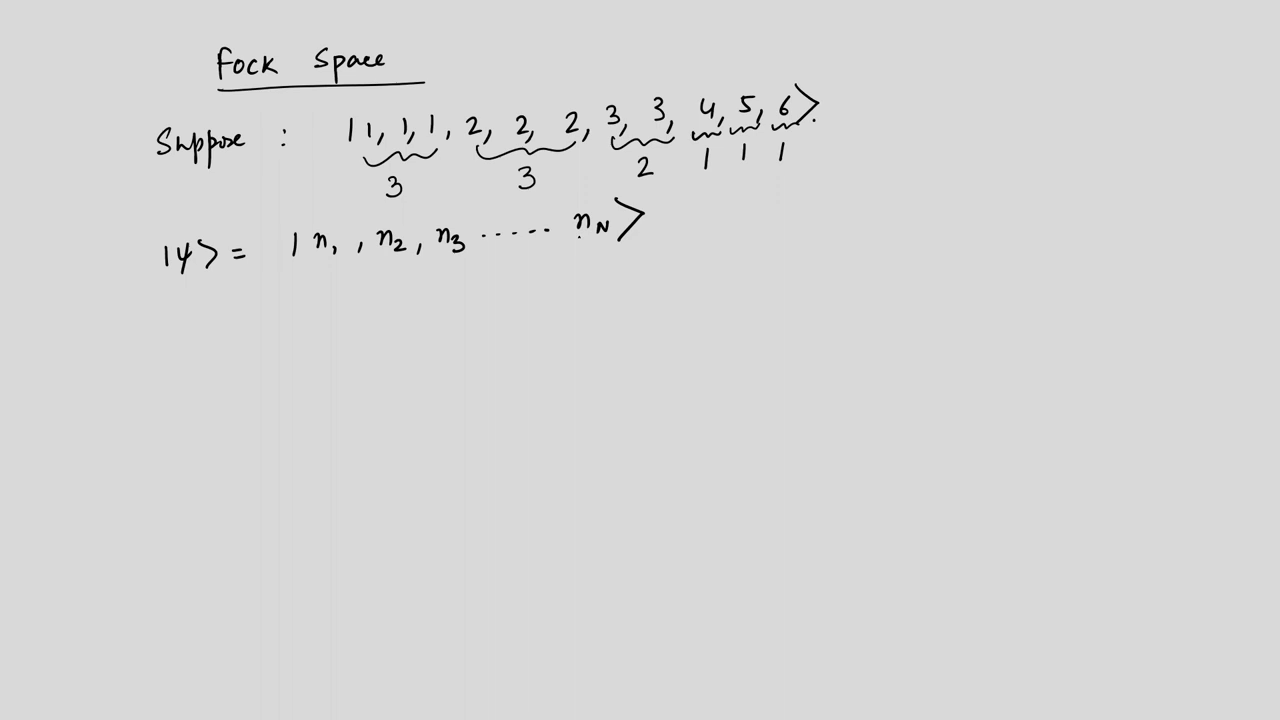 Fock Space
Suppose : |1, 1, 1, 2, 2, 2, 3, 3, 4, 5, 6>
3 3 2 1 1 1
|ψ> = | n₁ , n₂ , n₃ ...... n_N >